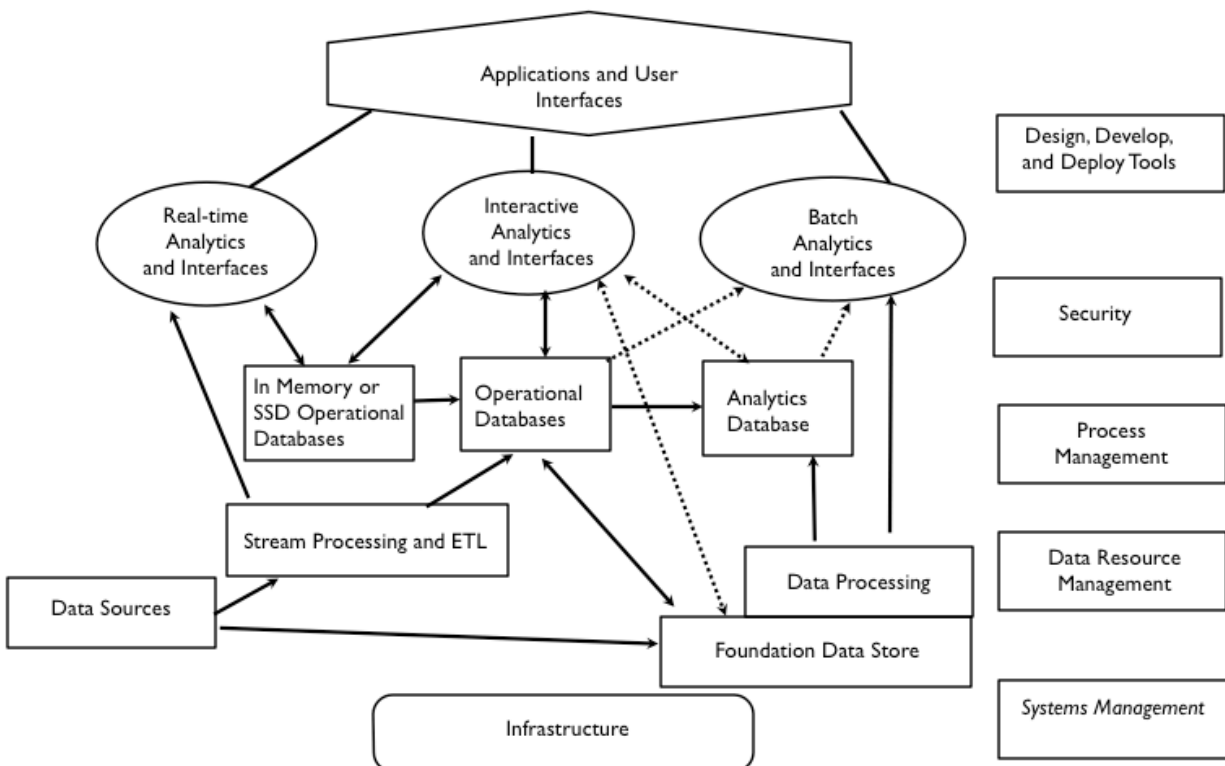 Applications and User
Interfaces
Design, Develop,
and Deploy Tools
Real-time
Analytics
and Interfaces
Interactive
Analytics
and Interfaces
Batch
Analytics
and Interfaces
Security
In Memory or
SSD Operational
Databases
Operational
Databases
Analytics
Database
Process
Management
Stream Processing and ETL
Data Processing
Data Resource
Management
Data Sources
Foundation Data Store
Systems Management
Infrastructure